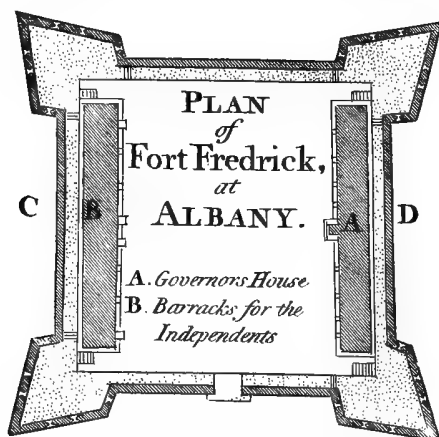 PLAN
of
Fort Fredrick,
at
ALBANY.
C
B
A
D
A. Governors House
B. Barracks for the
Independents